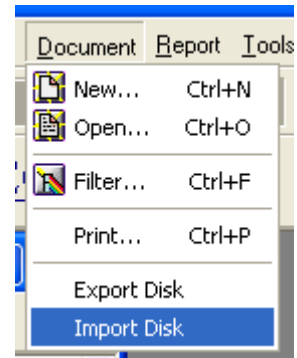 Document Report Tools
New... Ctrl+N
Open... Ctrl+O
Filter... Ctrl+F
Print... Ctrl+P
Export Disk
Import Disk